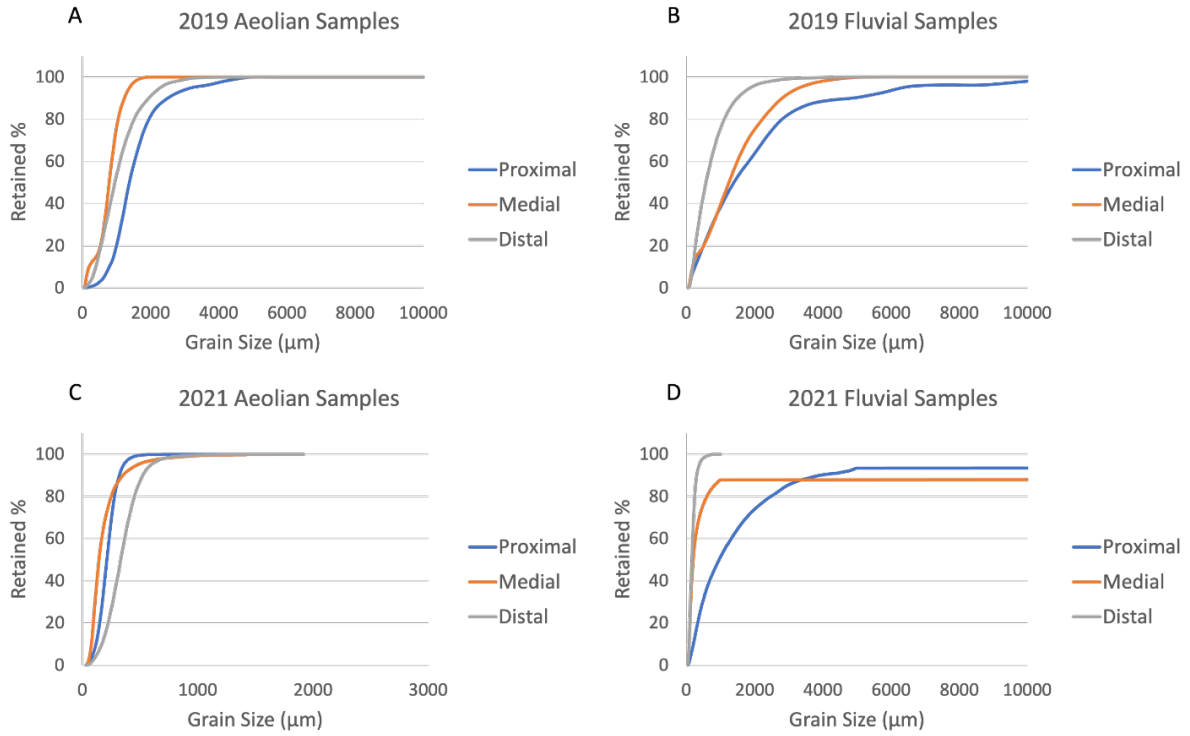 A
2019 Aeolian Samples
Retained %
100
80
60
40
20
0
0 2000 4000 6000 8000 10000
Grain Size (μm)
Proximal
Medial
Distal
B
2019 Fluvial Samples
Retained %
100
80
60
40
20
0
0 2000 4000 6000 8000 10000
Grain Size (μm)
Proximal
Medial
Distal
C
2021 Aeolian Samples
Retained %
100
80
60
40
20
0
0 1000 2000 3000
Grain Size (μm)
Proximal
Medial
Distal
D
2021 Fluvial Samples
Retained %
100
80
60
40
20
0
0 2000 4000 6000 8000 10000
Grain Size (μm)
Proximal
Medial
Distal